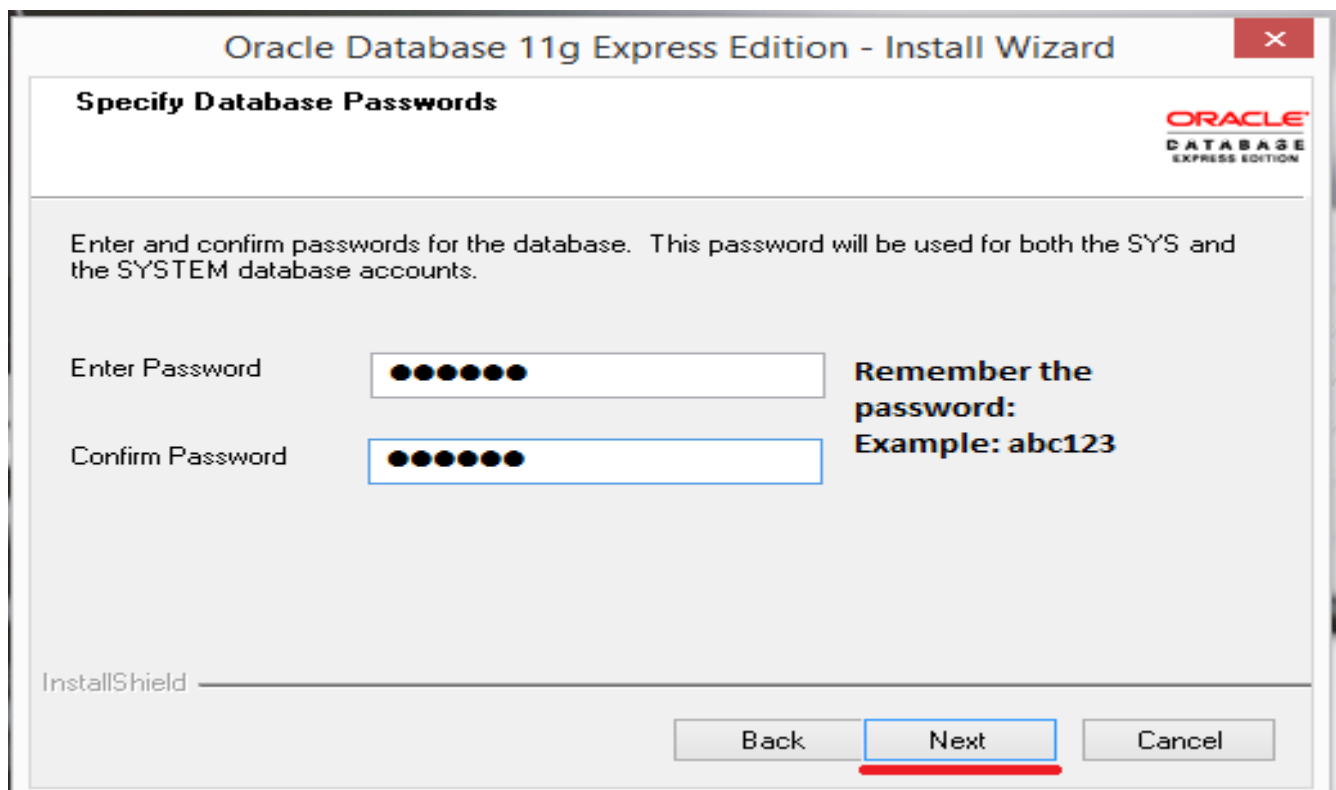 Oracle Database 11g Express Edition - Install Wizard
×
Specify Database Passwords
ORACLE
DATABASE
EXPRESS EDITION
Enter and confirm passwords for the database. This password will be used for both the SYS and
the SYSTEM database accounts.
Enter Password
●●●●●●
Remember the
password:
Example: abc123
Confirm Password
●●●●●●
InstallShield
Back
Next
Cancel